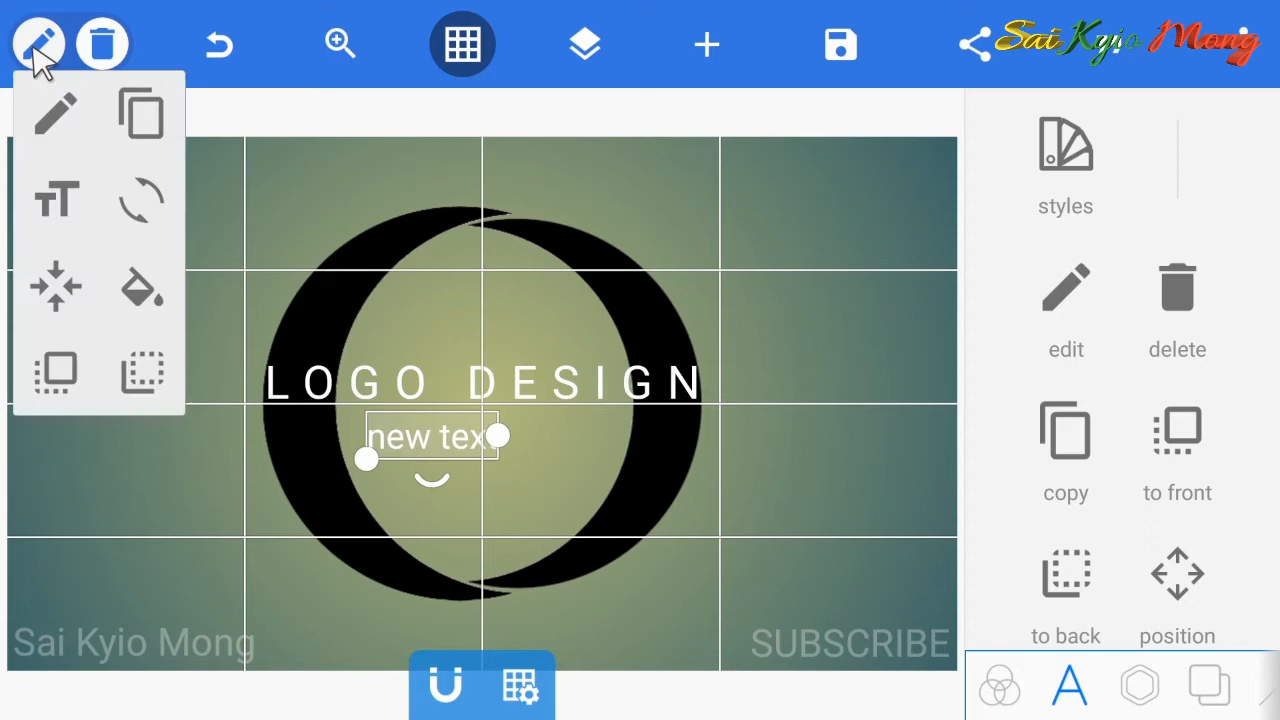 Sai Kyio Mong
styles
edit
delete
LOGO DESIGN
new tex
copy
to front
to back
position
Sai Kyio Mong
SUBSCRIBE